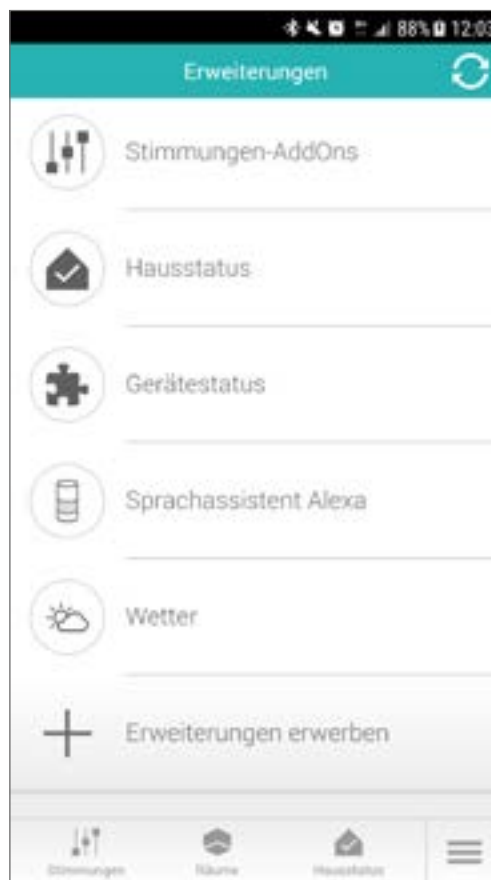 88% 12:03
Erweiterungen
Stimmungen-AddOns
Hausstatus
Gerätestatus
Sprachassistent Alexa
Wetter
Erweiterungen erwerben
Stimmungen Räume Hausstatus